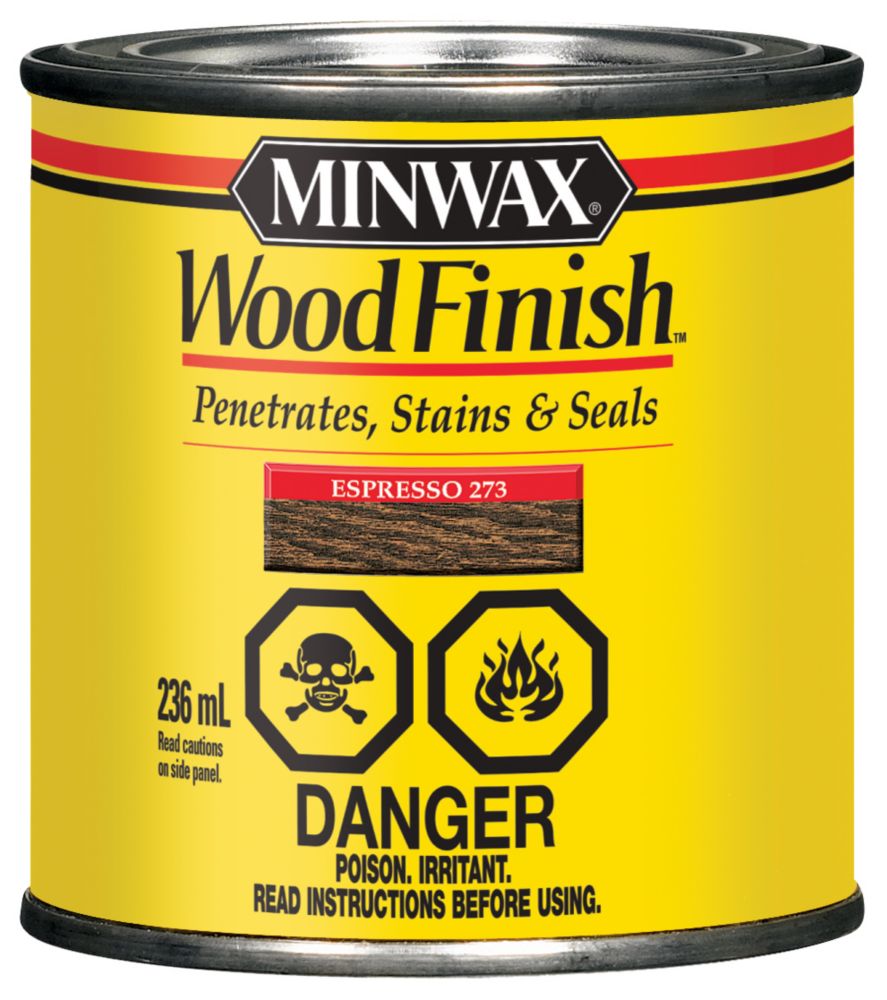 MINWAX®
Wood Finish™
Penetrates, Stains & Seals
ESPRESSO 273
236 mL
Read cautions
on side panel.
DANGER
POISON. IRRITANT.
READ INSTRUCTIONS BEFORE USING.